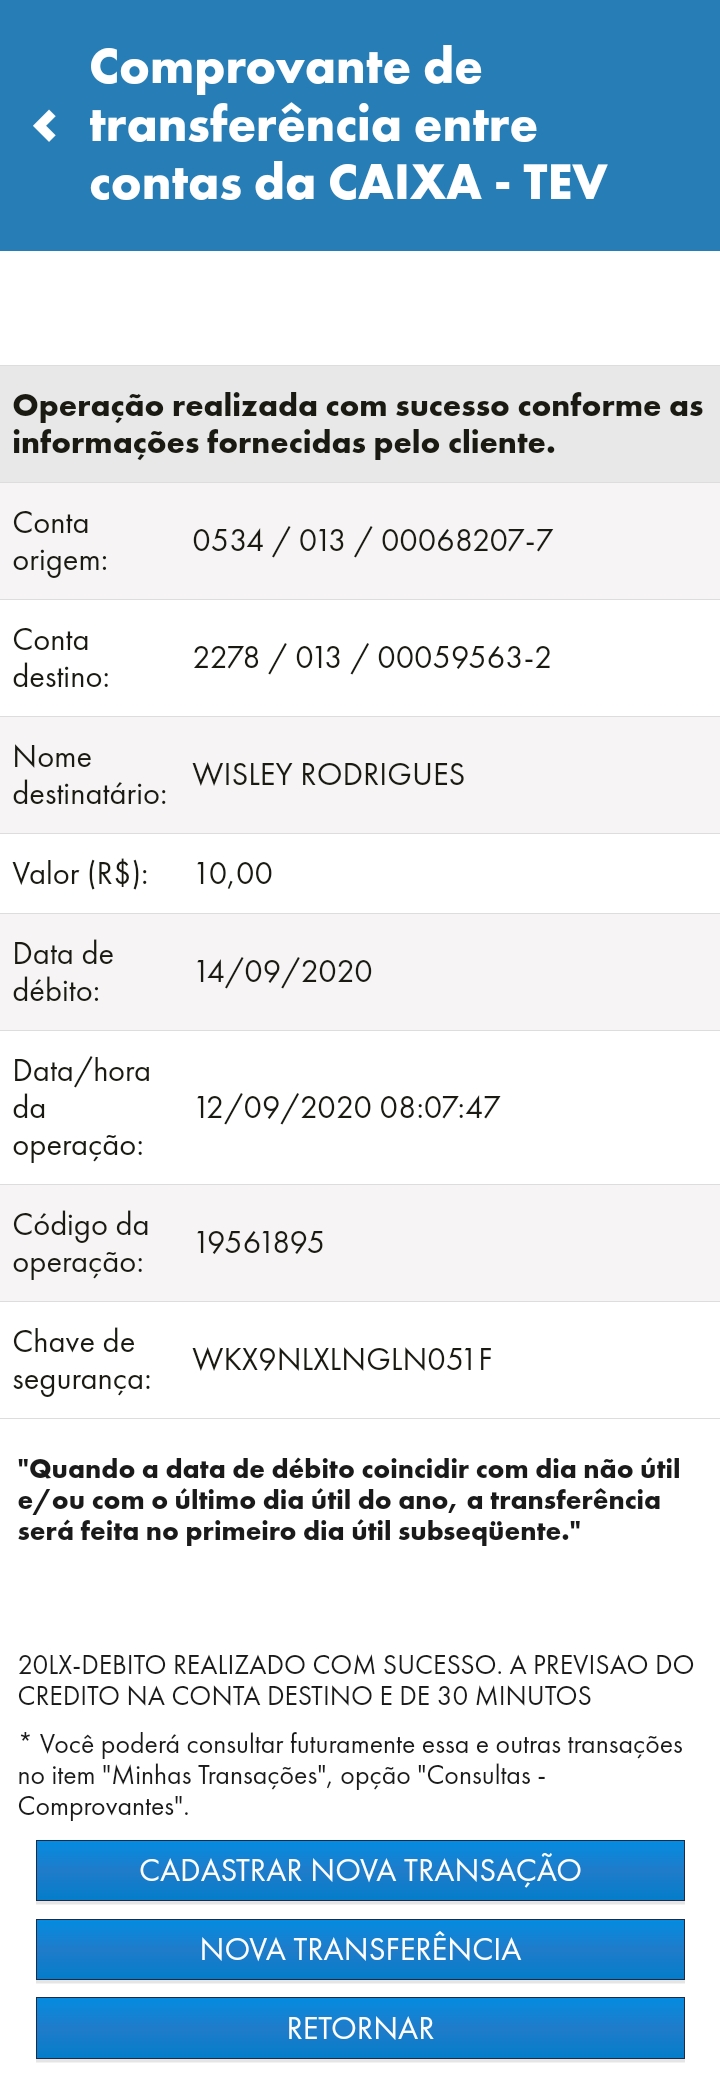 Comprovante de
transferência entre
contas da CAIXA - TEV
Operação realizada com sucesso conforme as
informações fornecidas pelo cliente.
Conta
origem:
0534 / 013 / 00068207-7
Conta
destino:
2278 / 013 / 00059563-2
Nome
destinatário:
WISLEY RODRIGUES
Valor (R$):
10,00
Data de
débito:
14/09/2020
Data/hora
da
operação:
12/09/2020 08:07:47
Código da
operação:
19561895
Chave de
segurança:
WKX9NLXLNGLN051F
"Quando a data de débito coincidir com dia não útil
e/ou com o último dia útil do ano, a transferência
será feita no primeiro dia útil subseqüente."
20LX-DEBITO REALIZADO COM SUCESSO. A PREVISAO DO
CREDITO NA CONTA DESTINO E DE 30 MINUTOS
* Você poderá consultar futuramente essa e outras transações
no item "Minhas Transações", opção "Consultas -
Comprovantes".
CADASTRAR NOVA TRANSAÇÃO
NOVA TRANSFERÊNCIA
RETORNAR